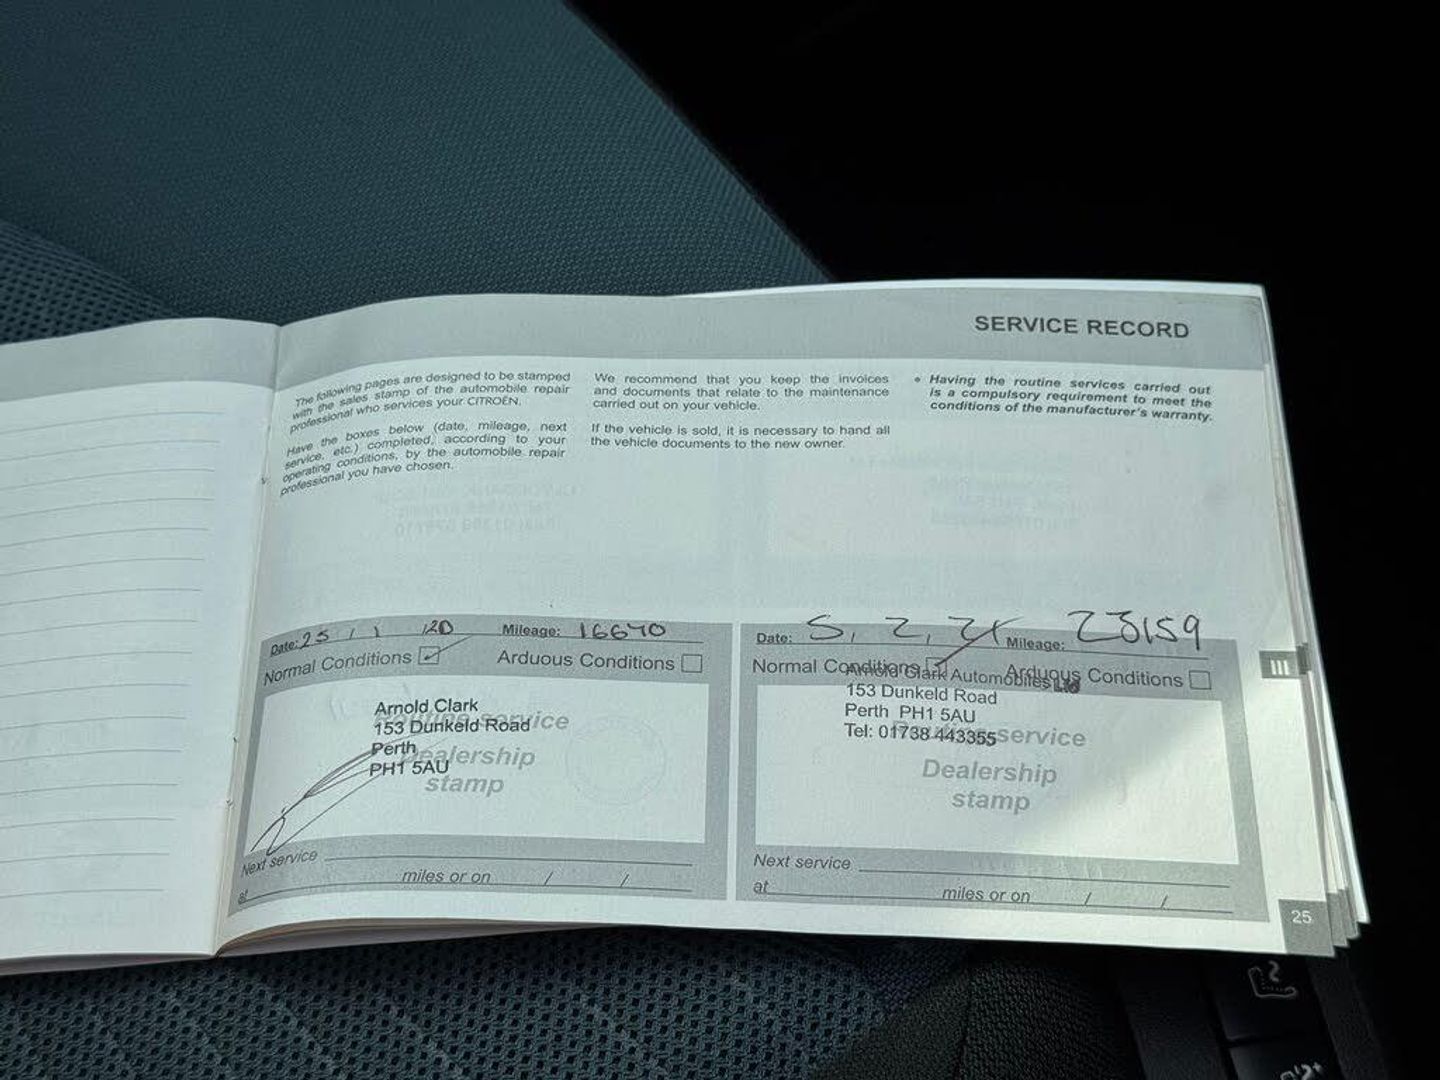 SERVICE RECORD
The following pages are designed to be stamped
with the sales stamp of the automobile repair
professional who services your CITROËN.
Have the boxes below (date, mileage, next
service, etc.) completed, according to your
operating conditions, by the automobile repair
professional you have chosen.
We recommend that you keep the invoices
and documents that relate to the maintenance
carried out on your vehicle.
If the vehicle is sold, it is necessary to hand all
the vehicle documents to the new owner.
• Having the routine services carried out
is a compulsory requirement to meet the
conditions of the manufacturer's warranty.
Date: 25 / 1 /20 Mileage: 16640
Normal Conditions Arduous Conditions
Arnold Clark
Routine service
153 Dunkeld Road
Perth
Dealership
PH1 5AU
stamp
Next service
at miles or on / /
Date: 5, 2, 21 Mileage: 23159
Normal Conditions Arduous Conditions
Arnold Clark Automobiles Ltd
153 Dunkeld Road
Perth PH1 5AU
Tel: 01738 443355
Routine service
Dealership
stamp
Next service
at miles or on / /
III
25